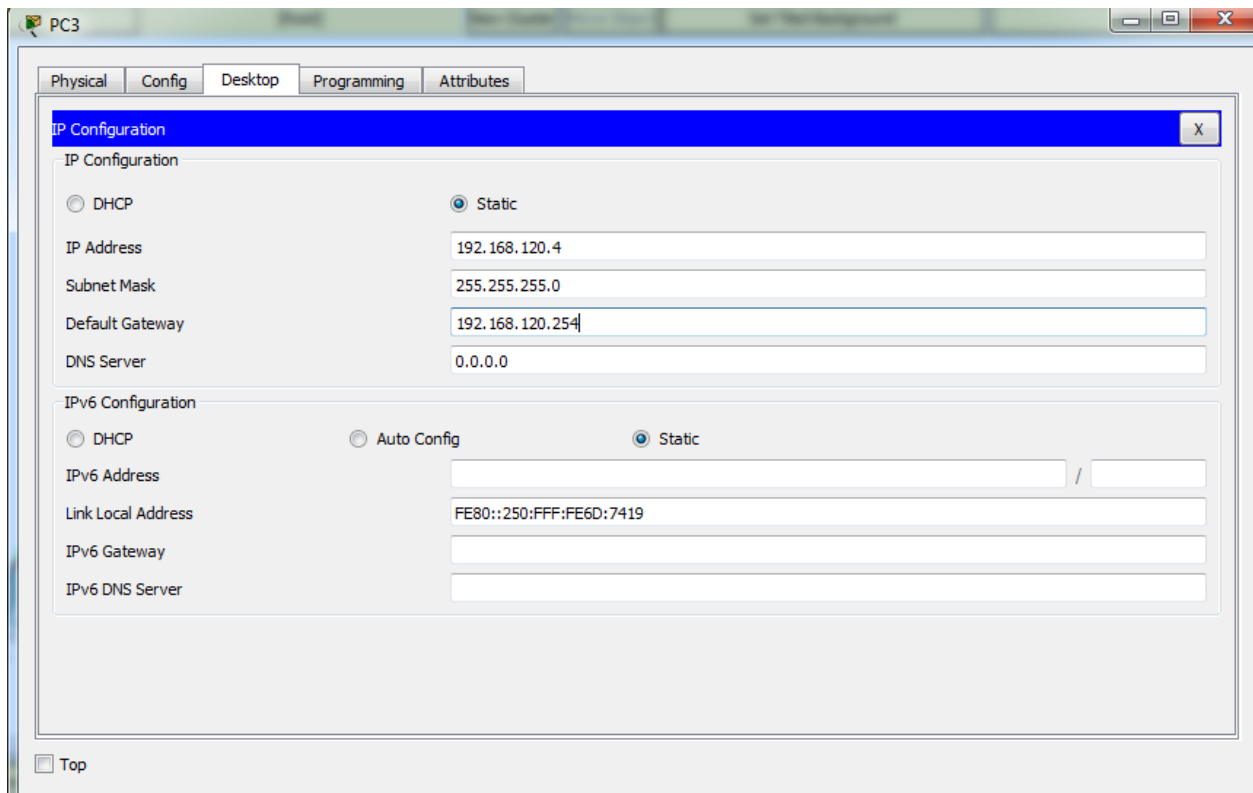 PC3
Physical Config Desktop Programming Attributes
IP Configuration X
IP Configuration
DHCP Static
IP Address 192.168.120.4
Subnet Mask 255.255.255.0
Default Gateway 192.168.120.254
DNS Server 0.0.0.0
IPv6 Configuration
DHCP Auto Config Static
IPv6 Address /
Link Local Address FE80::250:FFF:FE6D:7419
IPv6 Gateway
IPv6 DNS Server
Top